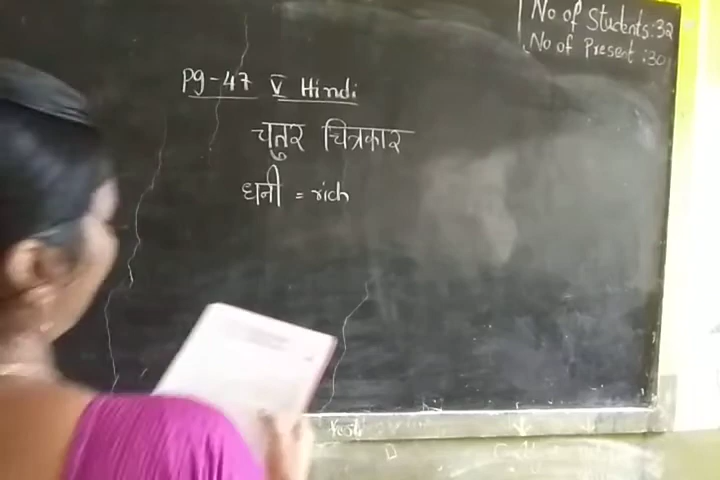 No of Students:32
No of Present :30
Pg-47 V Hindi
चतुर चित्रकार
धनी = rich